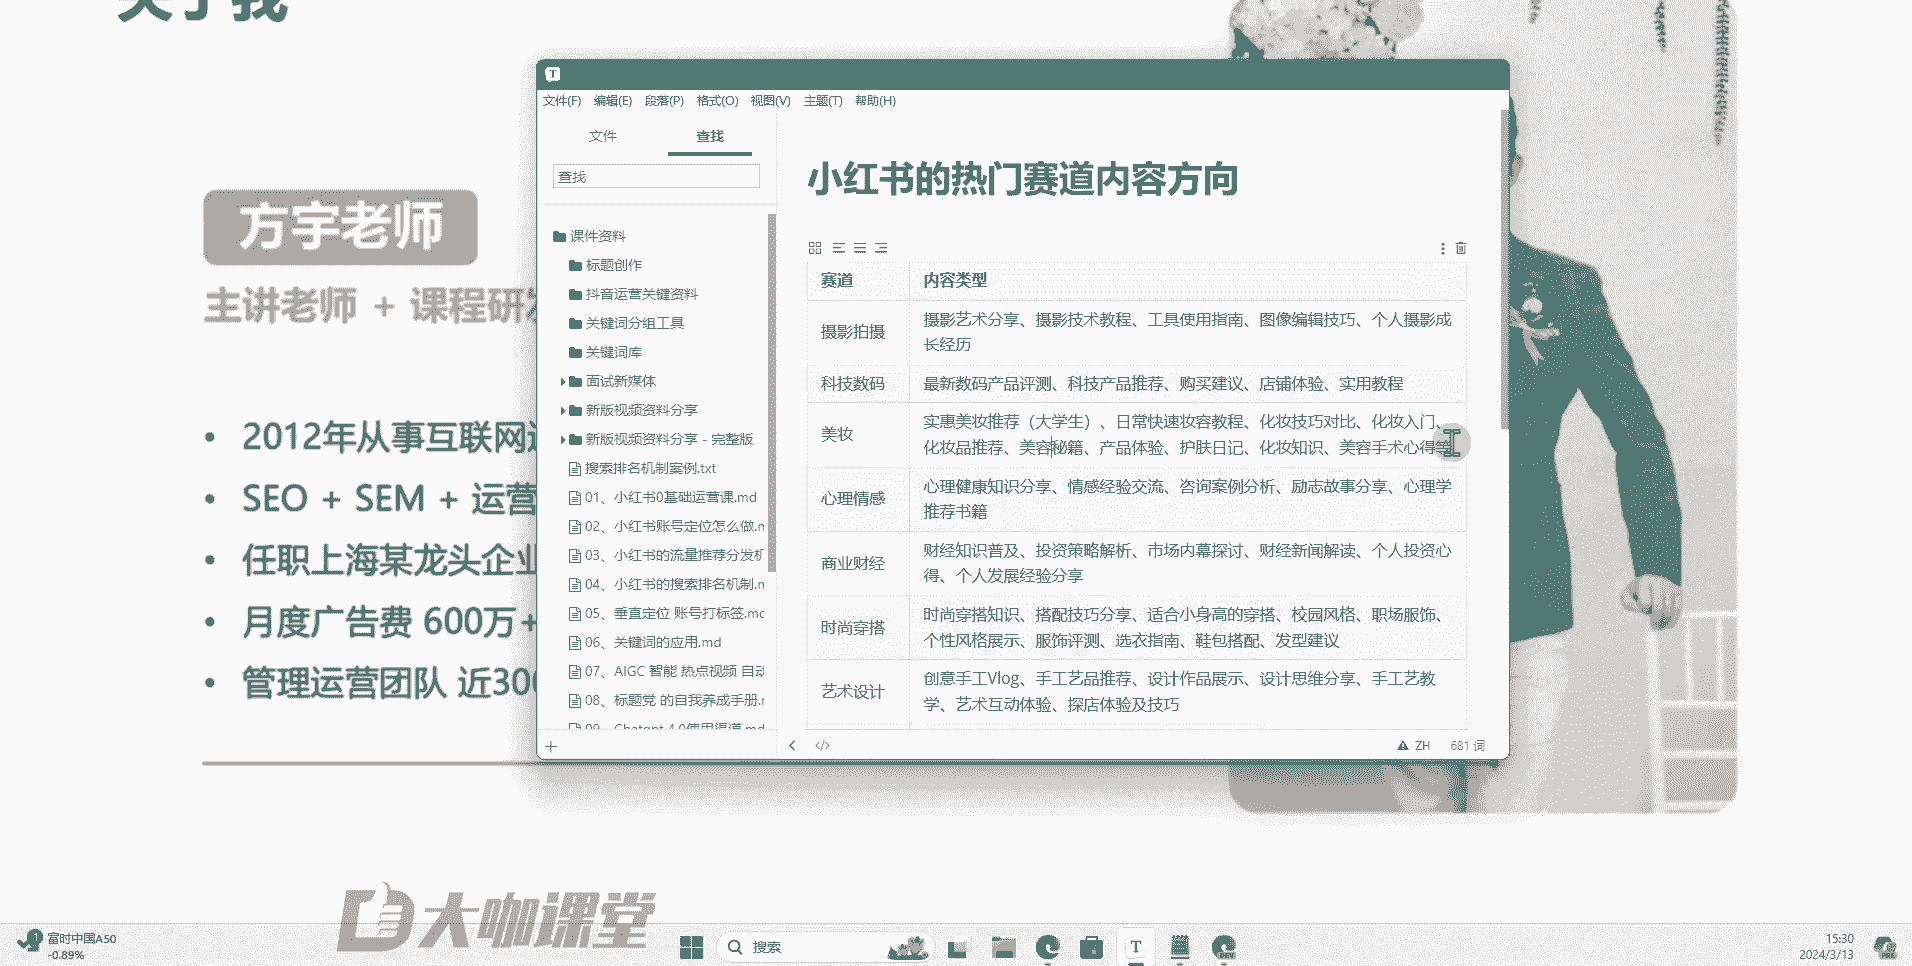 关于我
方宇老师
主讲老师 + 课程研发
2012年从事互联网
SEO + SEM + 运营
任职上海某龙头企业
月度广告费 600万+
管理运营团队 近300
文件(F) 编辑(E) 段落(P) 格式(O) 视图(V) 主题(T) 帮助(H)
文件 查找
查找
课件资料
标题创作
抖音运营关键资料
关键词分组工具
关键词库
面试新媒体
新版视频资料分享
新版视频资料分享 - 完整版
搜索排名机制案例.txt
01、小红书0基础运营课.md
02、小红书账号定位怎么做.m
03、小红书的流量推荐分发机
04、小红书的搜索排名机制.m
05、垂直定位 账号打标签.mc
06、关键词的应用.md
07、AIGC 智能 热点视频 自动
08、标题党 的自我养成手册.r
09、Chatgpt 4.0使用渠道.md
小红书的热门赛道内容方向
赛道 内容类型
摄影拍摄 摄影艺术分享、摄影技术教程、工具使用指南、图像编辑技巧、个人摄影成
长经历
科技数码 最新数码产品评测、科技产品推荐、购买建议、店铺体验、实用教程
美妆 实惠美妆推荐（大学生）、日常快速妆容教程、化妆技巧对比、化妆入门、
化妆品推荐、美容秘籍、产品体验、护肤日记、化妆知识、美容手术心得等
心理情感 心理健康知识分享、情感经验交流、咨询案例分析、励志故事分享、心理学
推荐书籍
商业财经 财经知识普及、投资策略解析、市场内幕探讨、财经新闻解读、个人投资心
得、个人发展经验分享
时尚穿搭 时尚穿搭知识、搭配技巧分享、适合小身高的穿搭、校园风格、职场服饰、
个性风格展示、服饰评测、选衣指南、鞋包搭配、发型建议
艺术设计 创意手工Vlog、手工艺品推荐、设计作品展示、设计思维分享、手工艺教
学、艺术互动体验、探店体验及技巧
ZH 681 词
大咖课堂
富时中国A50
-0.89%
搜索
15:30
2024/3/13